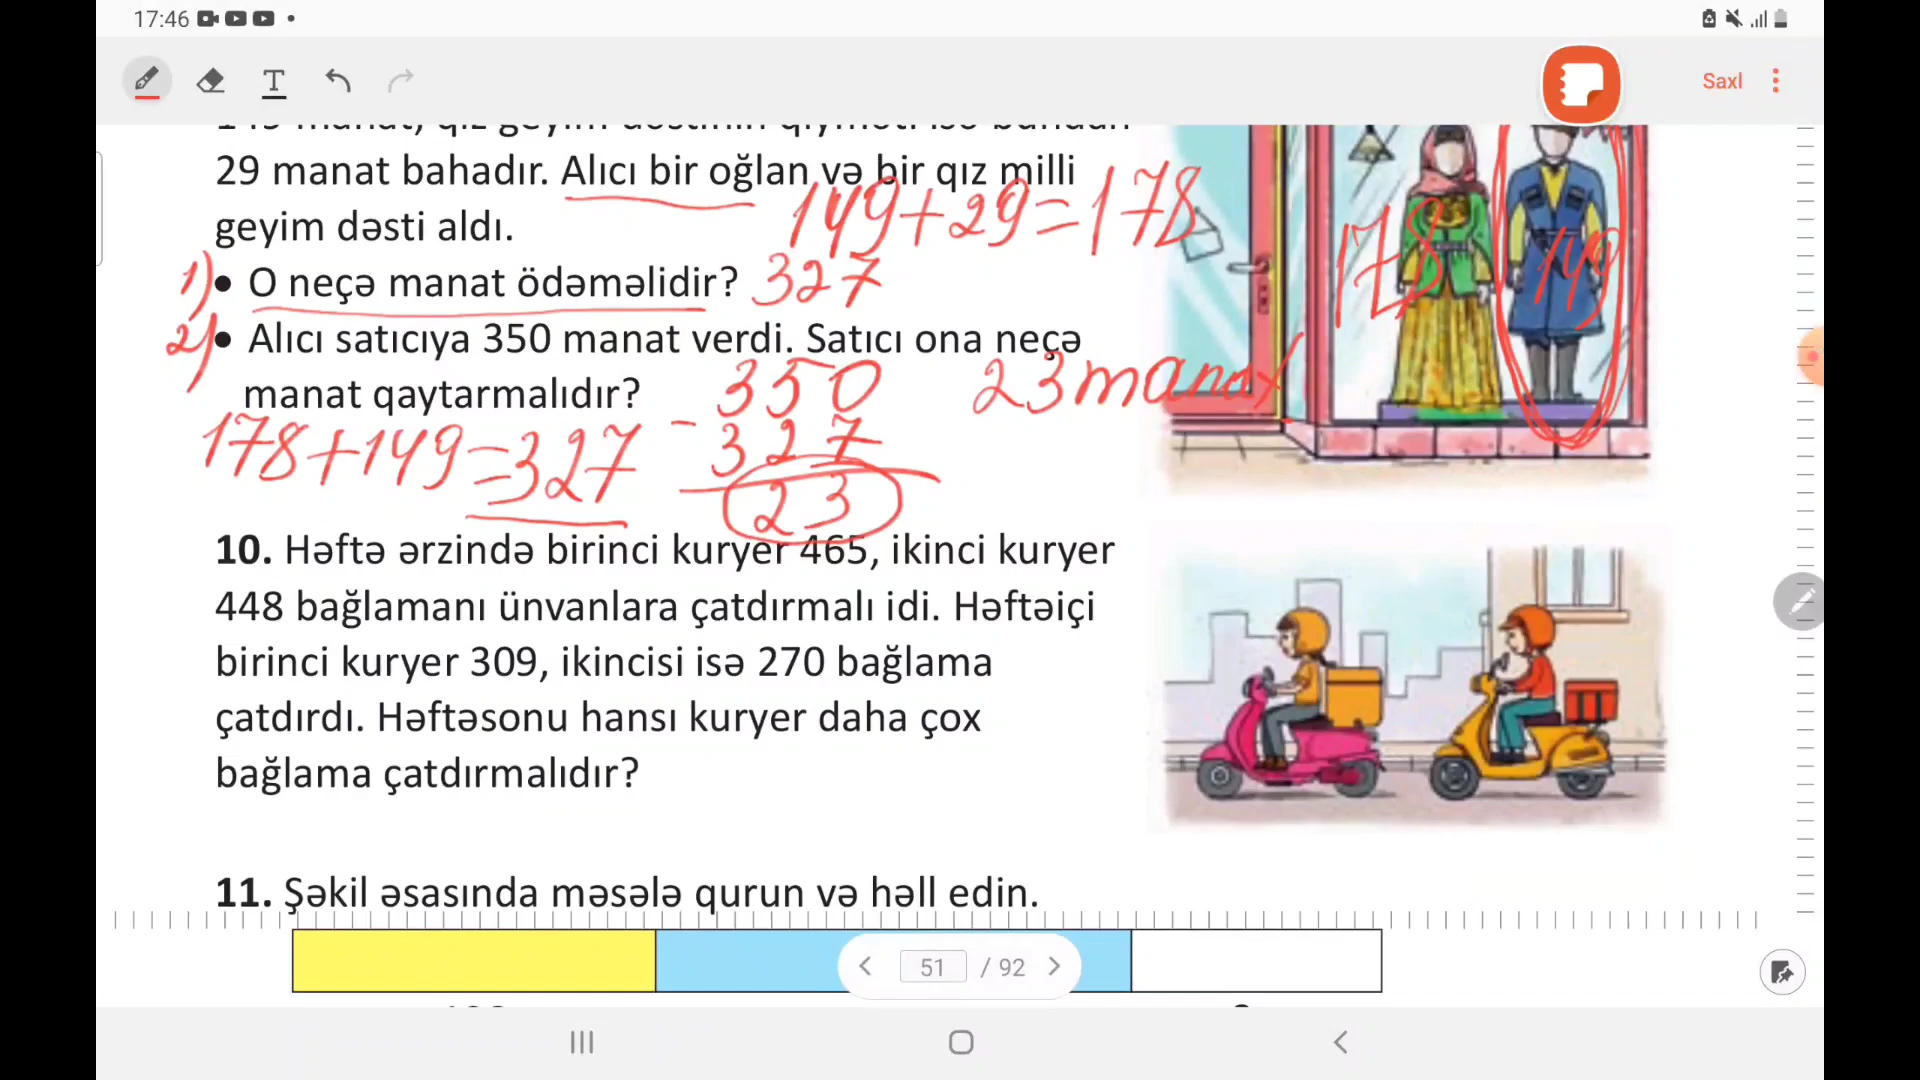 17:46
T
Saxl
29 manat bahadır. Alıcı bir oğlan və bir qız milli
149+29=178
geyim dəsti aldı.
178
149
1) • O neçə manat ödəməlidir? 327
2) • Alıcı satıcıya 350 manat verdi. Satıcı ona neçə
manat qaytarmalıdır?
350
23 manat
178+149=327
- 327
23
10. Həftə ərzində birinci kuryer 465, ikinci kuryer
448 bağlamanı ünvanlara çatdırmalı idi. Həftəiçi
birinci kuryer 309, ikincisi isə 270 bağlama
çatdırdı. Həftəsonu hansı kuryer daha çox
bağlama çatdırmalıdır?
11. Şəkil əsasında məsələ qurun və həll edin.
51 / 92